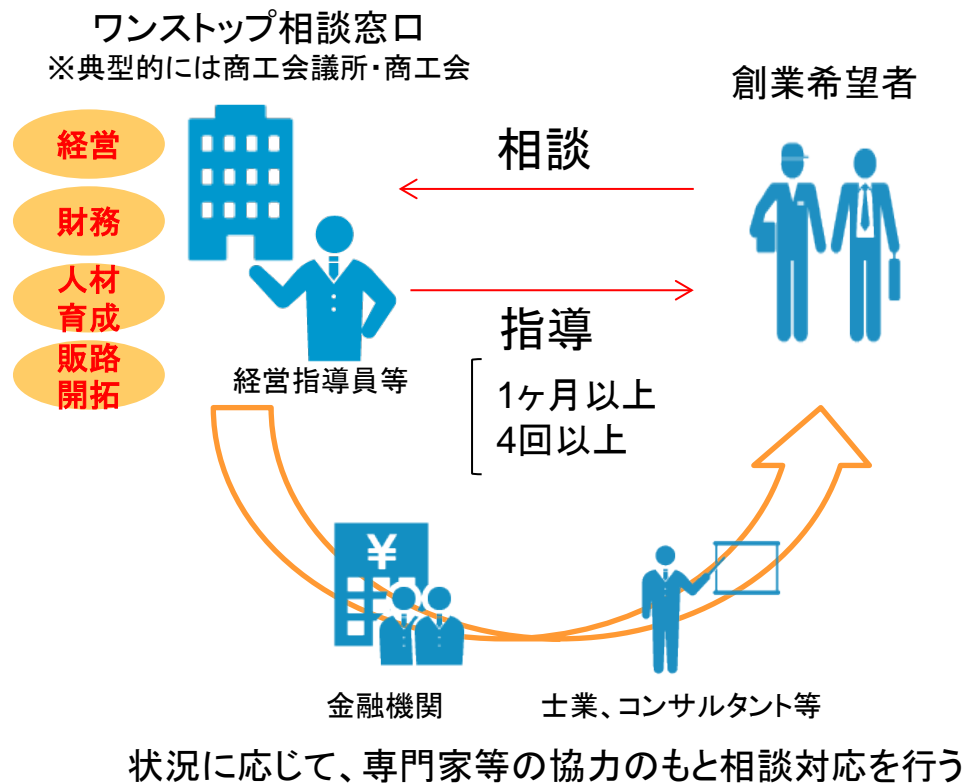 ワンストップ相談窓口
※典型的には商工会議所・商工会
創業希望者
経営
財務
人材
育成
販路
開拓
相談
指導
1ヶ月以上
4回以上
経営指導員等
¥
金融機関
士業、コンサルタント等
状況に応じて、専門家等の協力のもと相談対応を行う